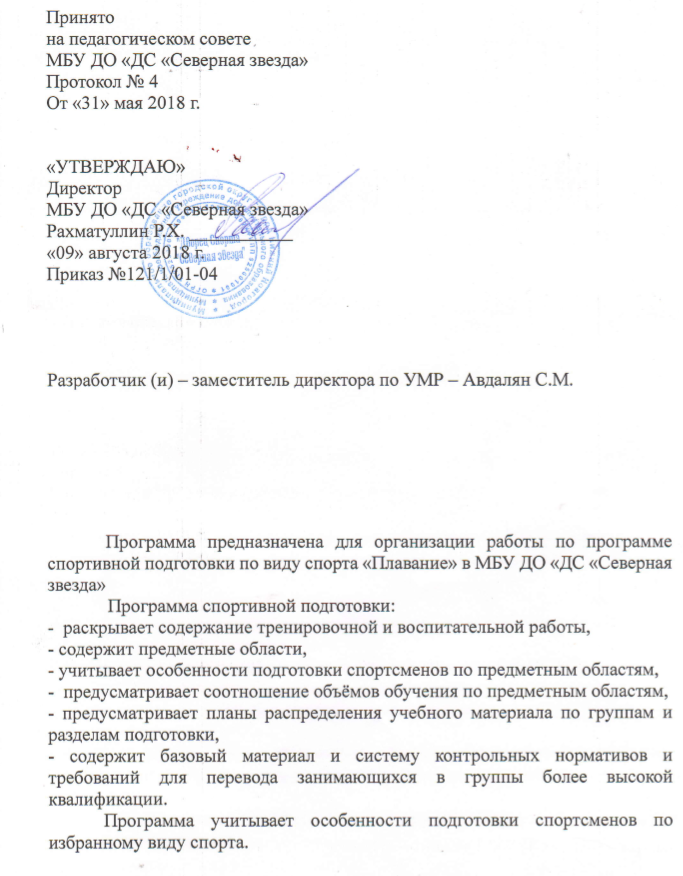 Принято
на педагогическом совете
МБУ ДО «ДС «Северная звезда»
Протокол № 4
От «31» мая 2018 г.
«УТВЕРЖДАЮ»
Директор
МБУ ДО «ДС «Северная звезда»
Рахматуллин Р.Х.
«09» августа 2018 г.
Приказ №121/1/01-04
Дворец Спорта
Северная звезда
Разработчик (и) – заместитель директора по УМР – Авдалян С.М.
Программа предназначена для организации работы по программе
спортивной подготовки по виду спорта «Плавание» в МБУ ДО «ДС «Северная
звезда»
Программа спортивной подготовки:
- раскрывает содержание тренировочной и воспитательной работы,
- содержит предметные области,
- учитывает особенности подготовки спортсменов по предметным областям,
- предусматривает соотношение объёмов обучения по предметным областям,
- предусматривает планы распределения учебного материала по группам и
разделам подготовки,
- содержит базовый материал и систему контрольных нормативов и
требований для перевода занимающихся в группы более высокой
квалификации.
Программа учитывает особенности подготовки спортсменов по
избранному виду спорта.